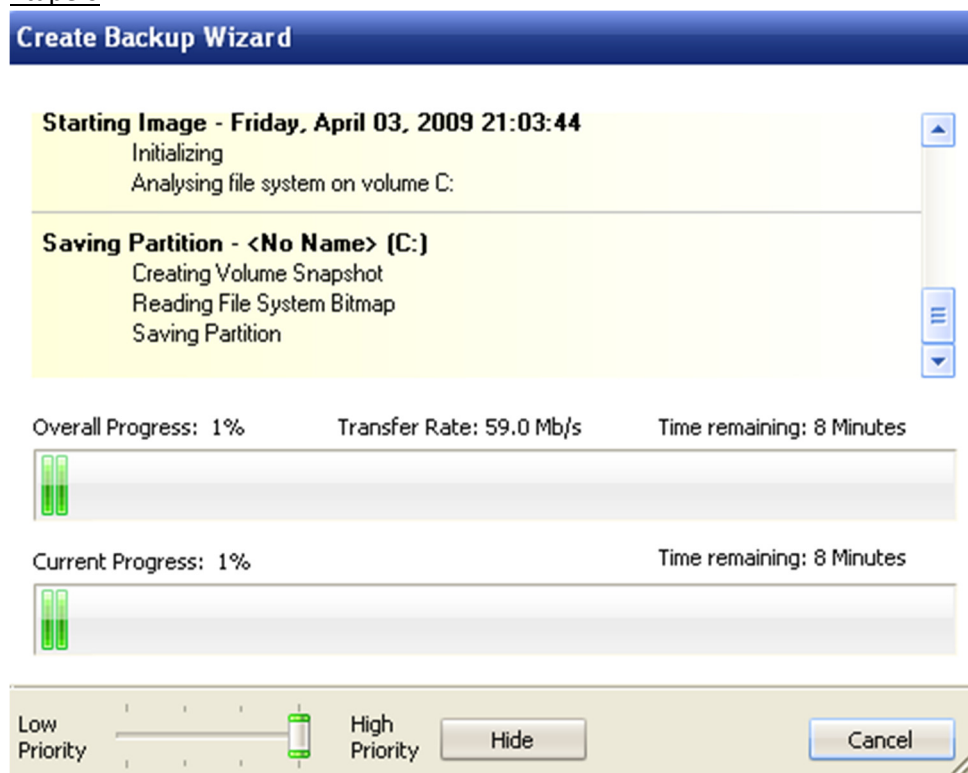 Create Backup Wizard
Starting Image - Friday, April 03, 2009 21:03:44
Initializing
Analysing file system on volume C:
Saving Partition - <No Name> (C:)
Creating Volume Snapshot
Reading File System Bitmap
Saving Partition
Overall Progress: 1% Transfer Rate: 59.0 Mb/s Time remaining: 8 Minutes
Current Progress: 1% Time remaining: 8 Minutes
Low Priority High Priority Hide Cancel